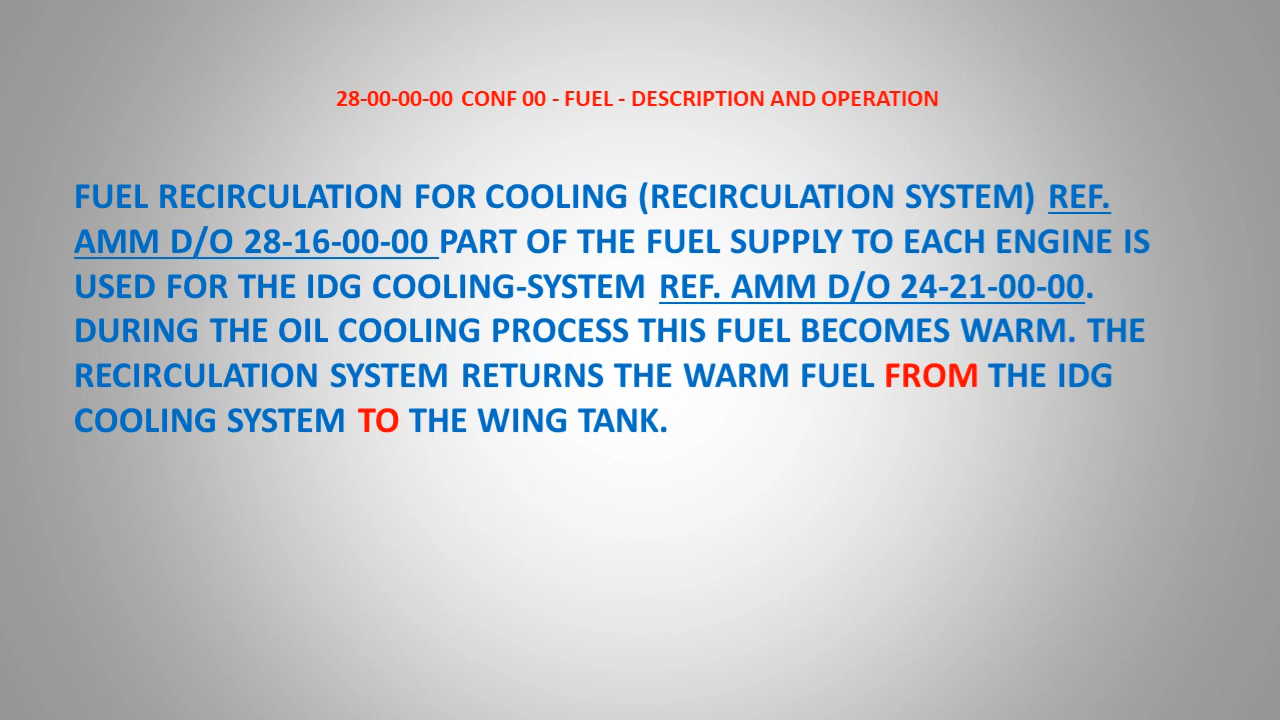 28-00-00-00 CONF 00 - FUEL - DESCRIPTION AND OPERATION
FUEL RECIRCULATION FOR COOLING (RECIRCULATION SYSTEM) REF.
AMM D/O 28-16-00-00 PART OF THE FUEL SUPPLY TO EACH ENGINE IS
USED FOR THE IDG COOLING-SYSTEM REF. AMM D/O 24-21-00-00.
DURING THE OIL COOLING PROCESS THIS FUEL BECOMES WARM. THE
RECIRCULATION SYSTEM RETURNS THE WARM FUEL FROM THE IDG
COOLING SYSTEM TO THE WING TANK.